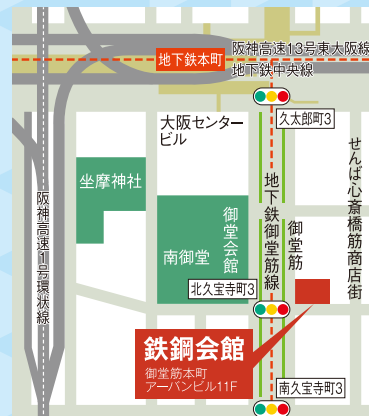 阪神高速13号東大阪線
地下鉄本町
地下鉄中央線
久太郎町3
大阪センター
ビル
坐摩神社
せんば心斎橋筋商店街
地下鉄御堂筋線
御堂筋
御堂会館
南御堂
阪神高速1号環状線
北久宝寺町3
鉄鋼会館
御堂筋本町
アーバンビル11F
南久宝寺町3